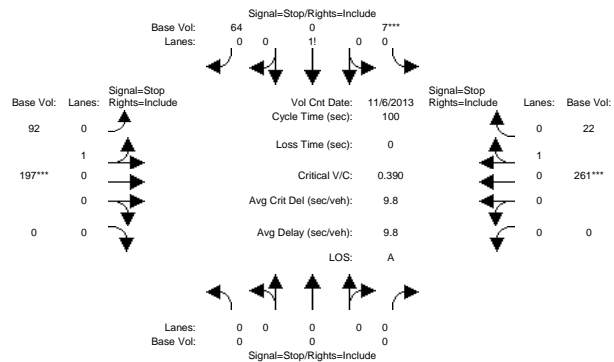 Signal=Stop/Rights=Include
Base Vol: 64 0 7***
Lanes: 0 0 1! 0 0
Signal=Stop Signal=Stop
Base Vol: Lanes: Rights=Include Vol Cnt Date: 11/6/2013 Rights=Include Lanes: Base Vol:
Cycle Time (sec): 100
92 0 0 22
Loss Time (sec): 0
1 1
197*** 0 Critical V/C: 0.390 0 261***
0 Avg Crit Del (sec/veh): 9.8 0
0 0 Avg Delay (sec/veh): 9.8 0 0
LOS: A
Lanes: 0 0 0 0 0
Base Vol: 0 0 0
Signal=Stop/Rights=Include